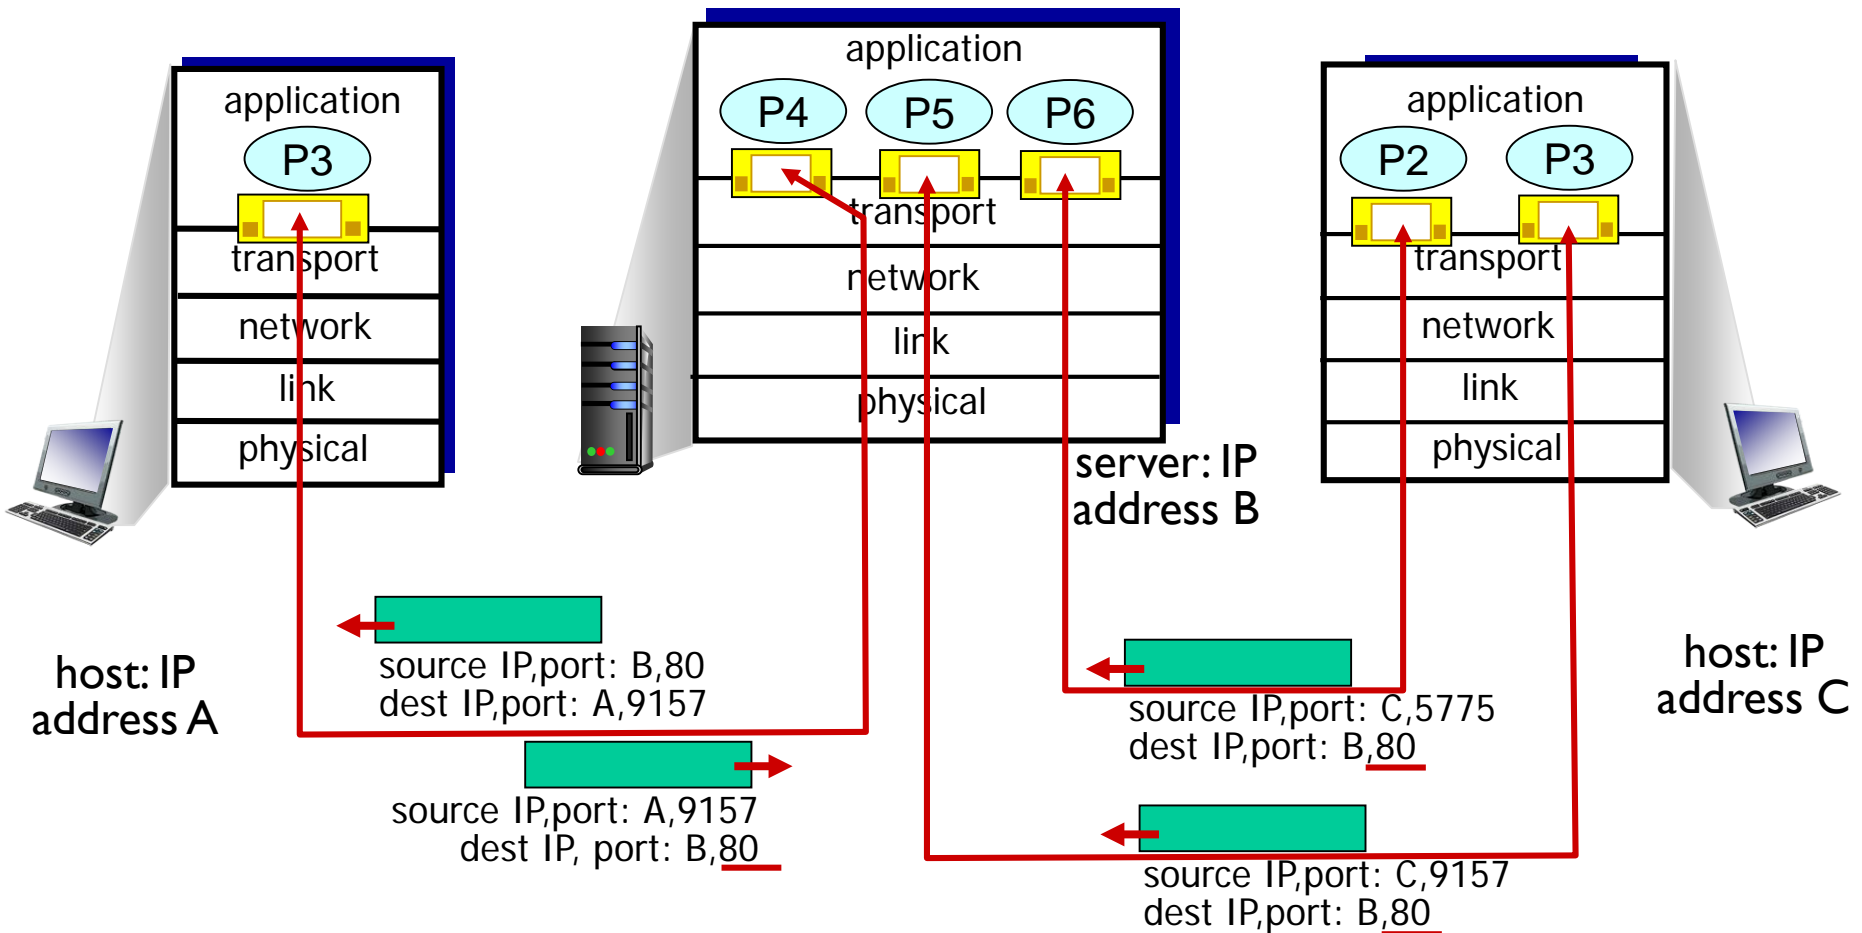 application
P3
transport
network
link
physical
host: IP
address A
application
P4
P5
P6
transport
network
link
physical
server: IP
address B
application
P2
P3
transport
network
link
physical
host: IP
address C
source IP,port: B,80
dest IP,port: A,9157
source IP,port: A,9157
dest IP, port: B,80
source IP,port: C,5775
dest IP,port: B,80
source IP,port: C,9157
dest IP,port: B,80